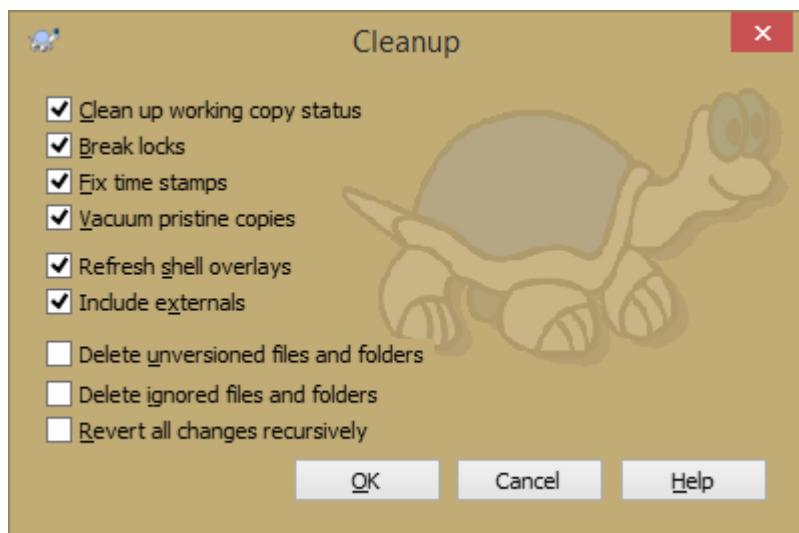 Cleanup
Clean up working copy status
Break locks
Fix time stamps
Vacuum pristine copies
Refresh shell overlays
Include externals
Delete unversioned files and folders
Delete ignored files and folders
Revert all changes recursively
OK Cancel Help